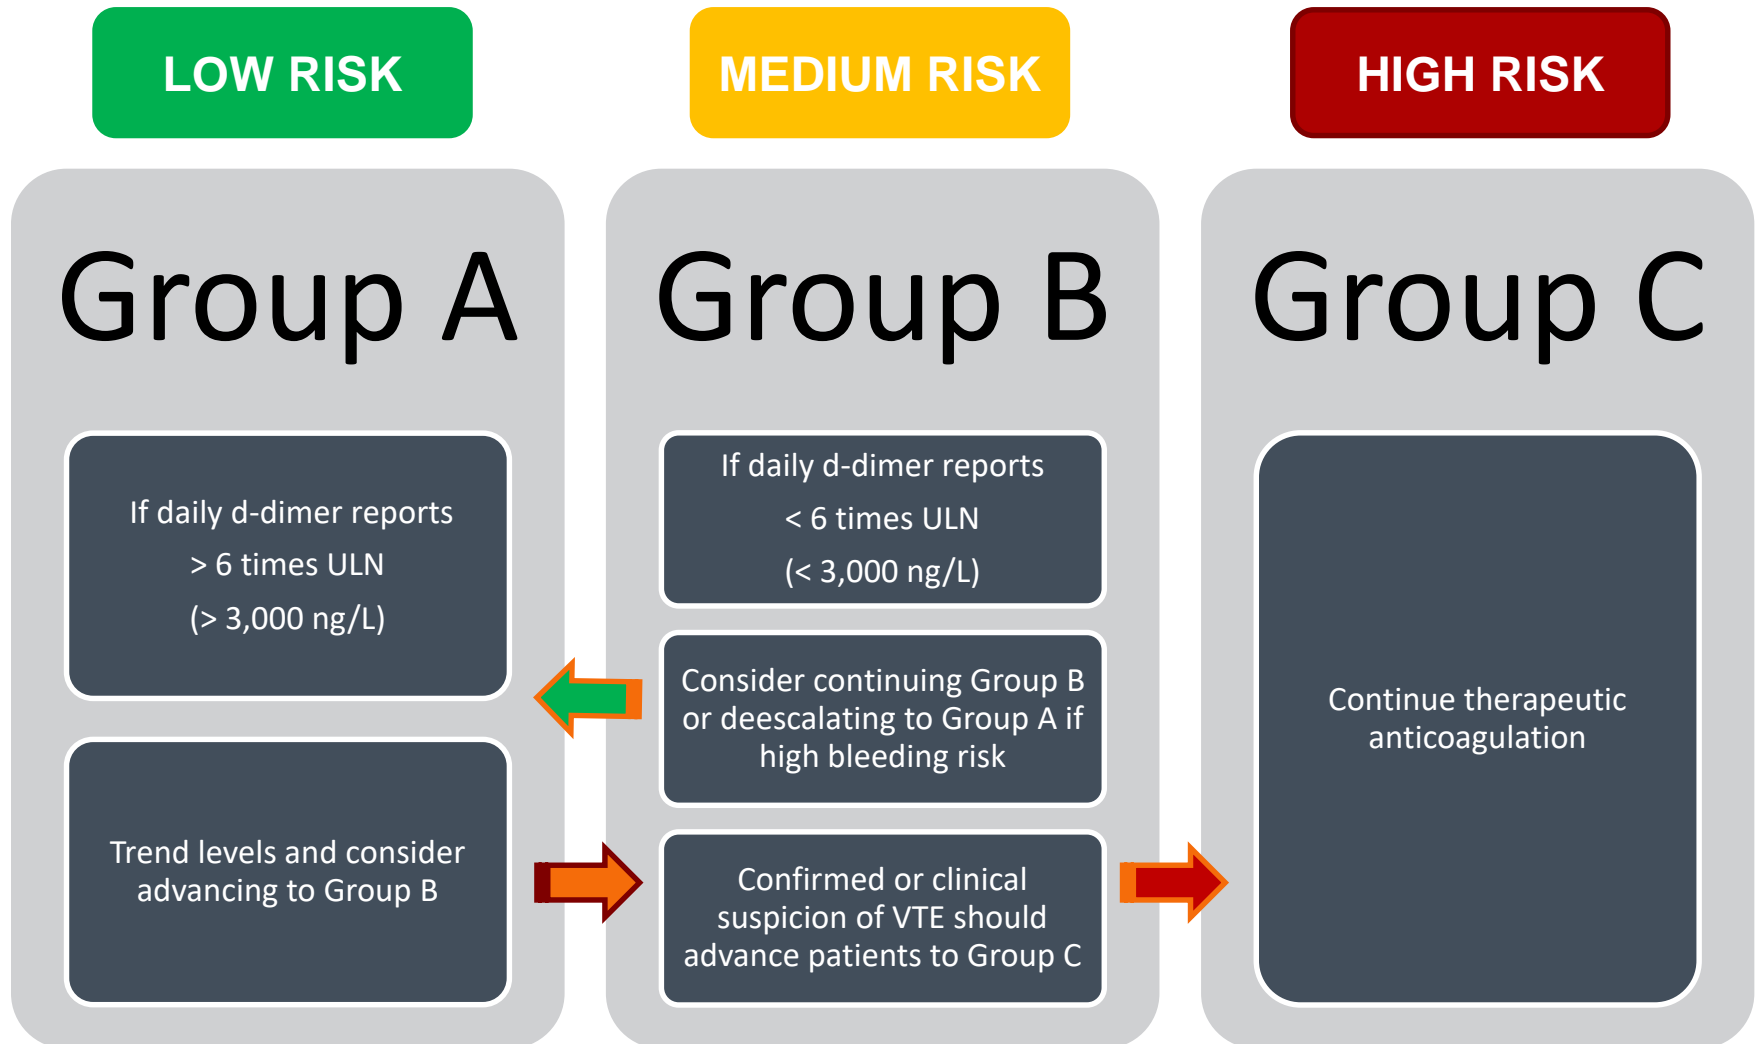 LOW RISK
MEDIUM RISK
HIGH RISK
Group A
If daily d-dimer reports
> 6 times ULN
(> 3,000 ng/L)
Trend levels and consider
advancing to Group B
Group B
If daily d-dimer reports
< 6 times ULN
(< 3,000 ng/L)
Consider continuing Group B
or deescalating to Group A if
high bleeding risk
Confirmed or clinical
suspicion of VTE should
advance patients to Group C
Group C
Continue therapeutic
anticoagulation